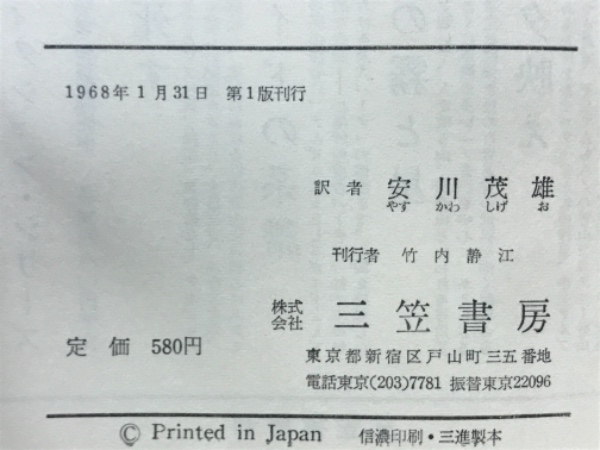 1968年1月31日 第1版刊行
訳者 安川茂雄
やす かわ しげ お
刊行者 竹内静江
株式会社 三笠書房
定価 580円
東京都新宿区戸山町三五番地
電話東京(203)7781 振替東京22096
© Printed in Japan 信濃印刷・三進製本